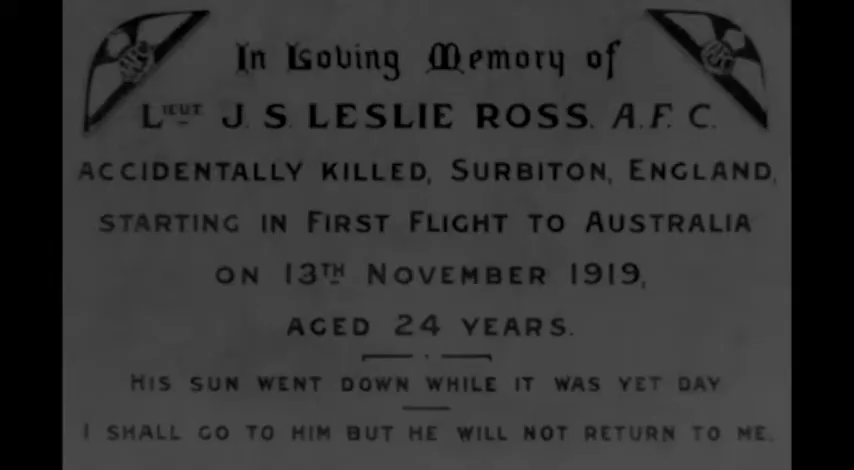 In Loving Memory of
LIEUT J. S. LESLIE ROSS. A.F.C.
ACCIDENTALLY KILLED, SURBITON, ENGLAND,
STARTING IN FIRST FLIGHT TO AUSTRALIA
ON 13TH NOVEMBER 1919,
AGED 24 YEARS.
HIS SUN WENT DOWN WHILE IT WAS YET DAY
I SHALL GO TO HIM BUT HE WILL NOT RETURN TO ME.